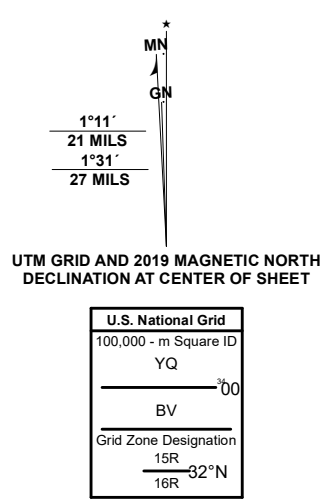 ★
MN
GN
1°11´
21 MILS
1°31´
27 MILS
UTM GRID AND 2019 MAGNETIC NORTH
DECLINATION AT CENTER OF SHEET
U.S. National Grid
100,000 - m Square ID
YQ
³⁴00
BV
Grid Zone Designation
15R
32°N
16R